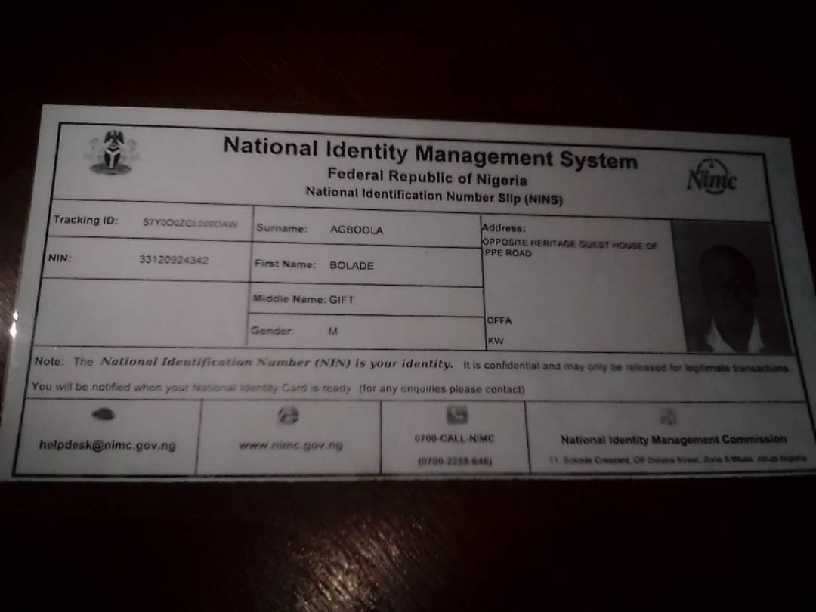 National Identity Management System
Federal Republic of Nigeria
National Identification Number Slip (NINS)
Nimc
Tracking ID:
Surname: AGBOOLA
Address:
OPPOSITE HERITAGE GUEST HOUSE OF
PPE ROAD
NIN: 33120924342
First Name: BOLADE
Middle Name: GIFT
Gender: M
OFFA
KW
Note: The National Identification Number (NIN) is your identity. It is confidential and may only be released for legitimate transactions.
You will be notified when your National Identity Card is ready (for any enquiries please contact)
helpdesk@nimc.gov.ng
www.nimc.gov.ng
0700-CALL-NIMC
(0700-2255-646)
National Identity Management Commission
11, Sokode Crescent, Off Dalaba Street, Zone 5 Wuse, Abuja Nigeria